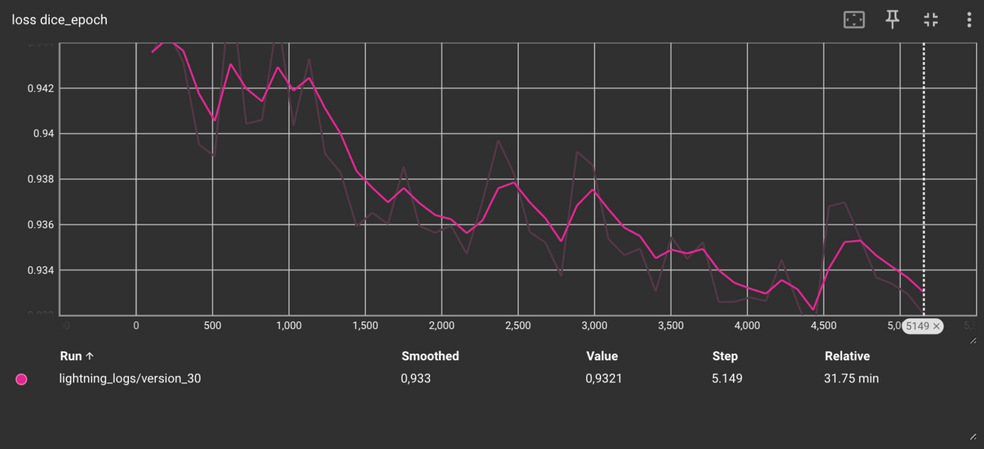 loss dice_epoch
0.942
0.94
0.938
0.936
0.934
0 500 1,000 1,500 2,000 2,500 3,000 3,500 4,000 4,500 5,0 5149 ×
Run ↑ Smoothed Value Step Relative
lightning_logs/version_30 0,933 0,9321 5.149 31.75 min